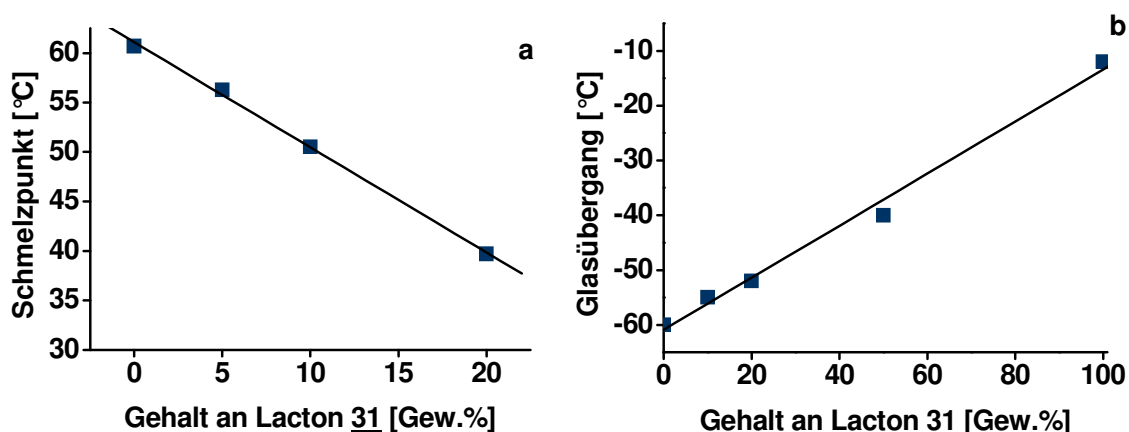 a
Schmelzpunkt [°C]
60
55
50
45
40
35
30
0 5 10 15 20
Gehalt an Lacton 31 [Gew.%]
b
Glasübergang [°C]
-10
-20
-30
-40
-50
-60
0 20 40 60 80 100
Gehalt an Lacton 31 [Gew.%]